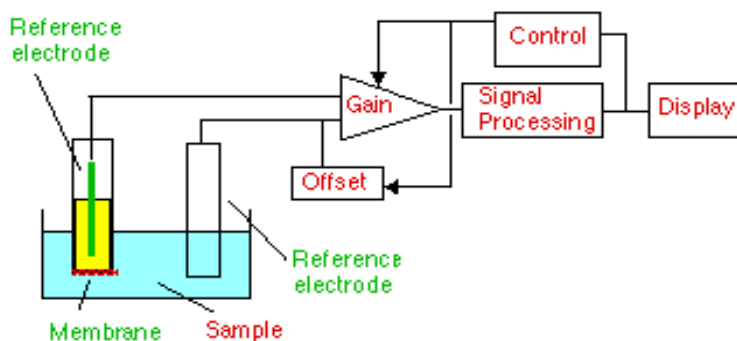 Reference
electrode
Control
Gain
Signal
Processing
Display
Offset
Reference
electrode
Membrane
Sample